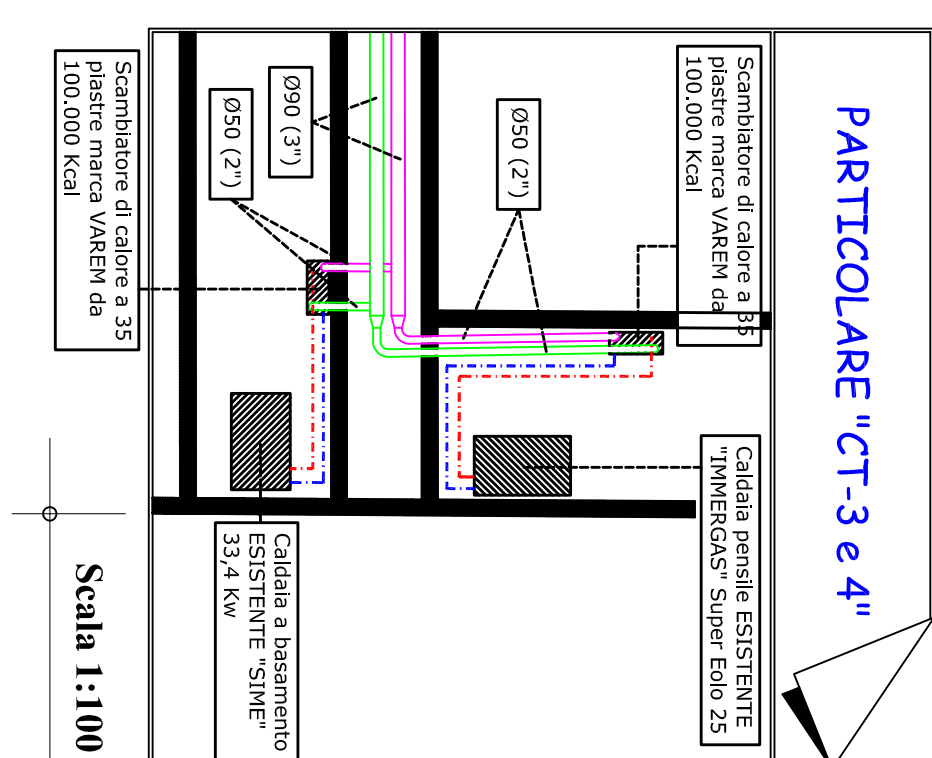 PARTICOLARE "CT-3 e 4"
Scambiatore di calore a 35
piastre marca VAREM da
100.000 Kcal
Caldaia pensile ESISTENTE
"IMMERGAS" Super Eolo 25
Ø50 (2")
Ø90 (3")
Ø50 (2")
Caldaia a basamento
ESISTENTE "SIME"
33,4 Kw
Scambiatore di calore a 35
piastre marca VAREM da
100.000 Kcal
Scala 1:100